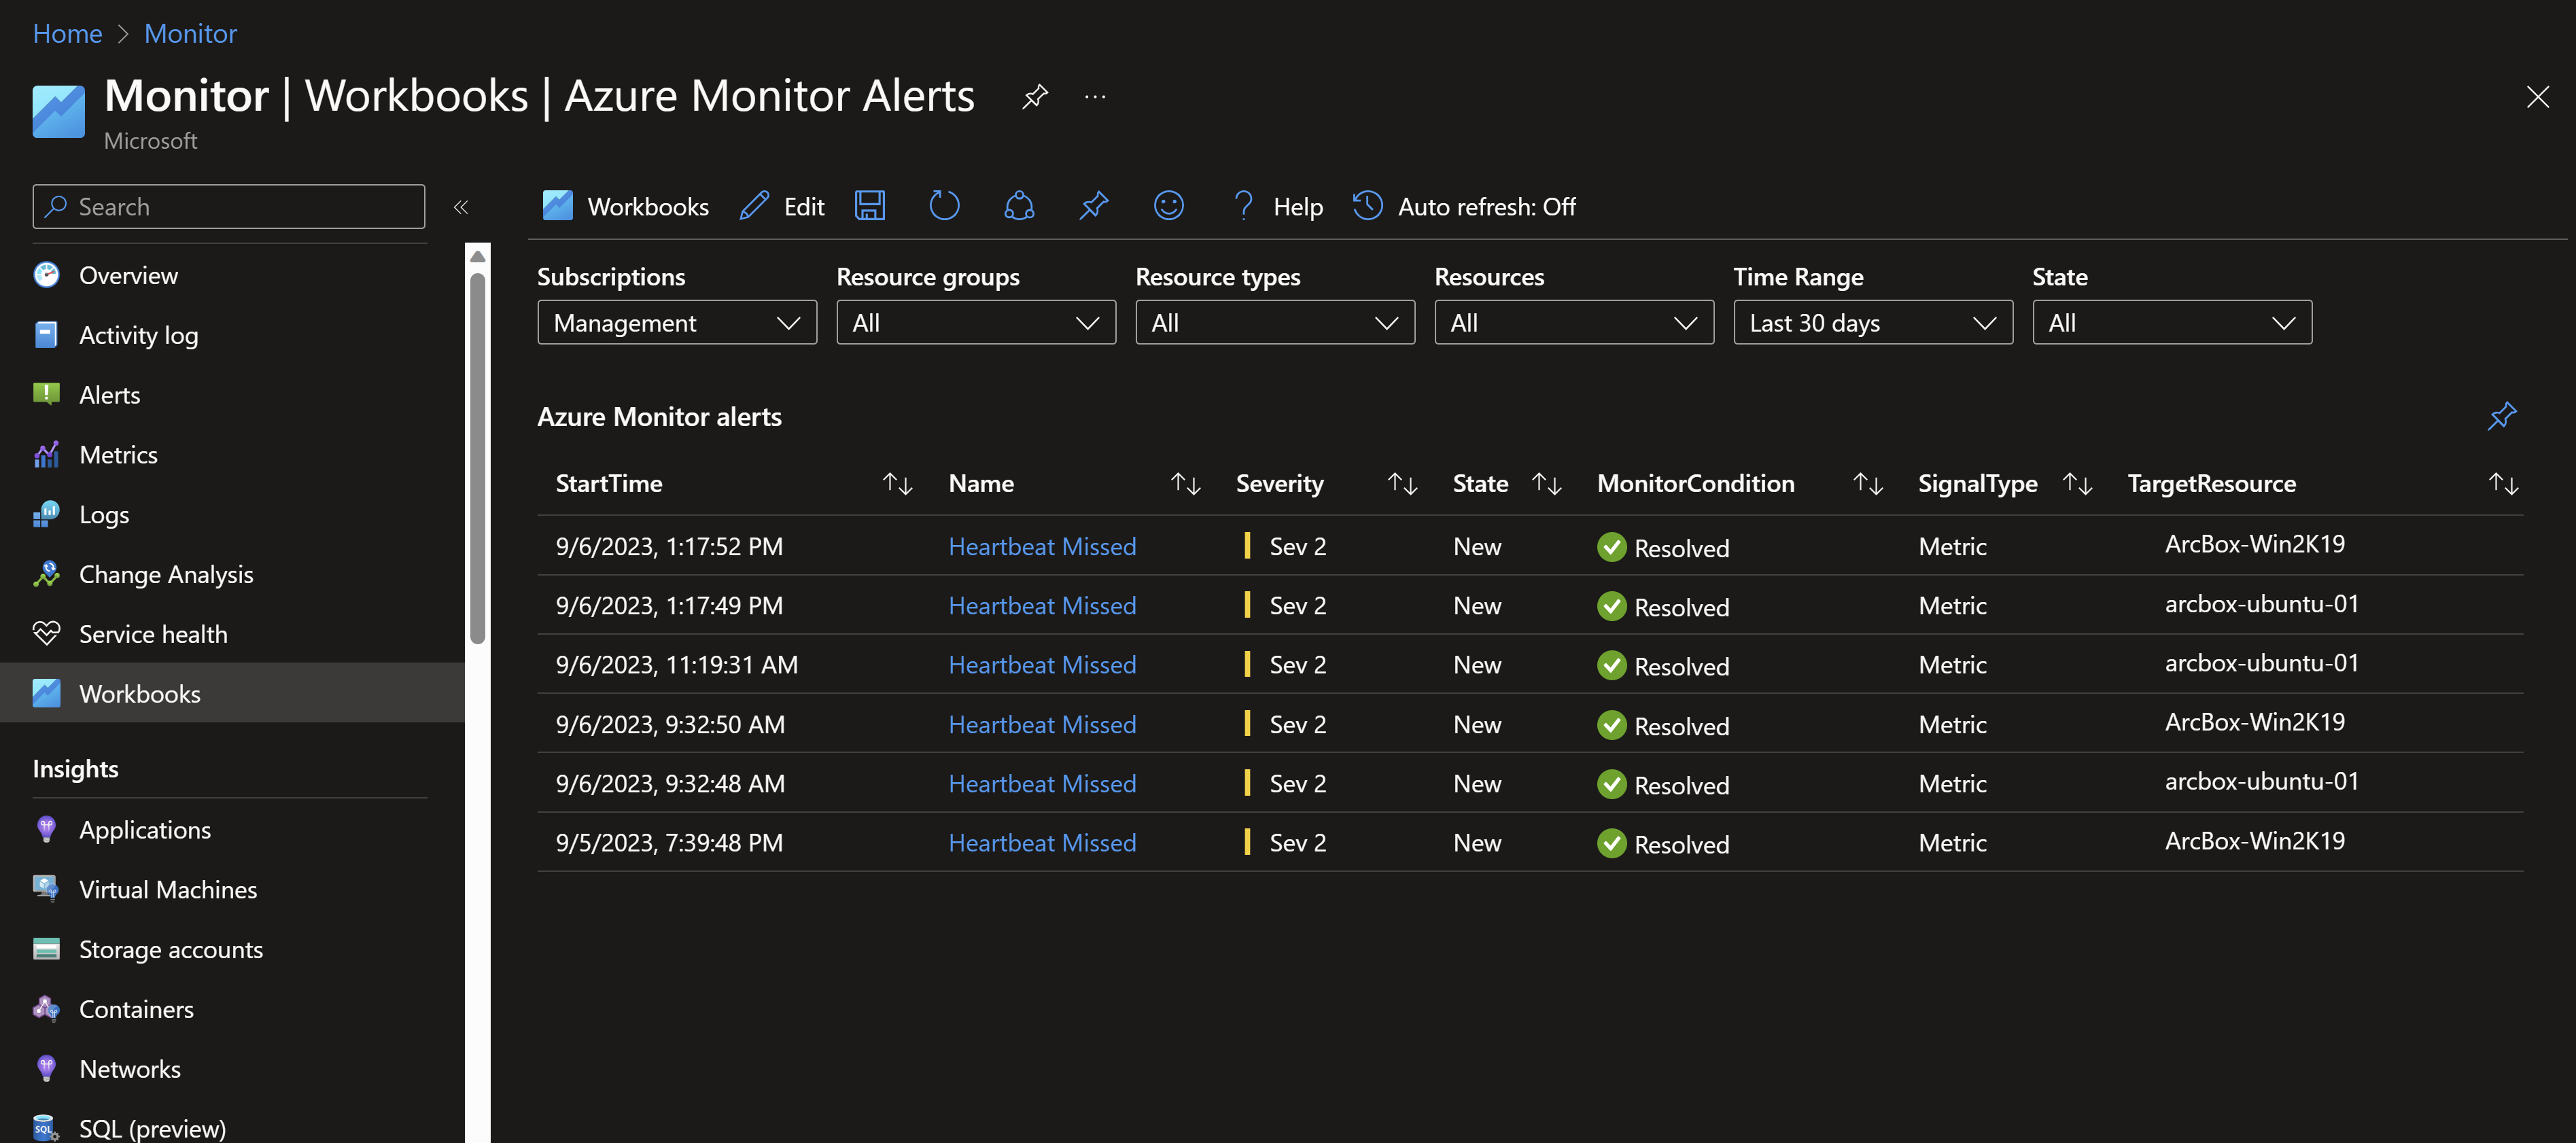 Home > Monitor
Monitor | Workbooks | Azure Monitor Alerts
Microsoft
Search
Overview
Activity log
Alerts
Metrics
Logs
Change Analysis
Service health
Workbooks
Insights
Applications
Virtual Machines
Storage accounts
Containers
Networks
SQL (preview)
Workbooks Edit Help Auto refresh: Off
Subscriptions Resource groups Resource types Resources Time Range State
Management All All All Last 30 days All
Azure Monitor alerts
StartTime Name Severity State MonitorCondition SignalType TargetResource
9/6/2023, 1:17:52 PM Heartbeat Missed Sev 2 New Resolved Metric ArcBox-Win2K19
9/6/2023, 1:17:49 PM Heartbeat Missed Sev 2 New Resolved Metric arcbox-ubuntu-01
9/6/2023, 11:19:31 AM Heartbeat Missed Sev 2 New Resolved Metric arcbox-ubuntu-01
9/6/2023, 9:32:50 AM Heartbeat Missed Sev 2 New Resolved Metric ArcBox-Win2K19
9/6/2023, 9:32:48 AM Heartbeat Missed Sev 2 New Resolved Metric arcbox-ubuntu-01
9/5/2023, 7:39:48 PM Heartbeat Missed Sev 2 New Resolved Metric ArcBox-Win2K19